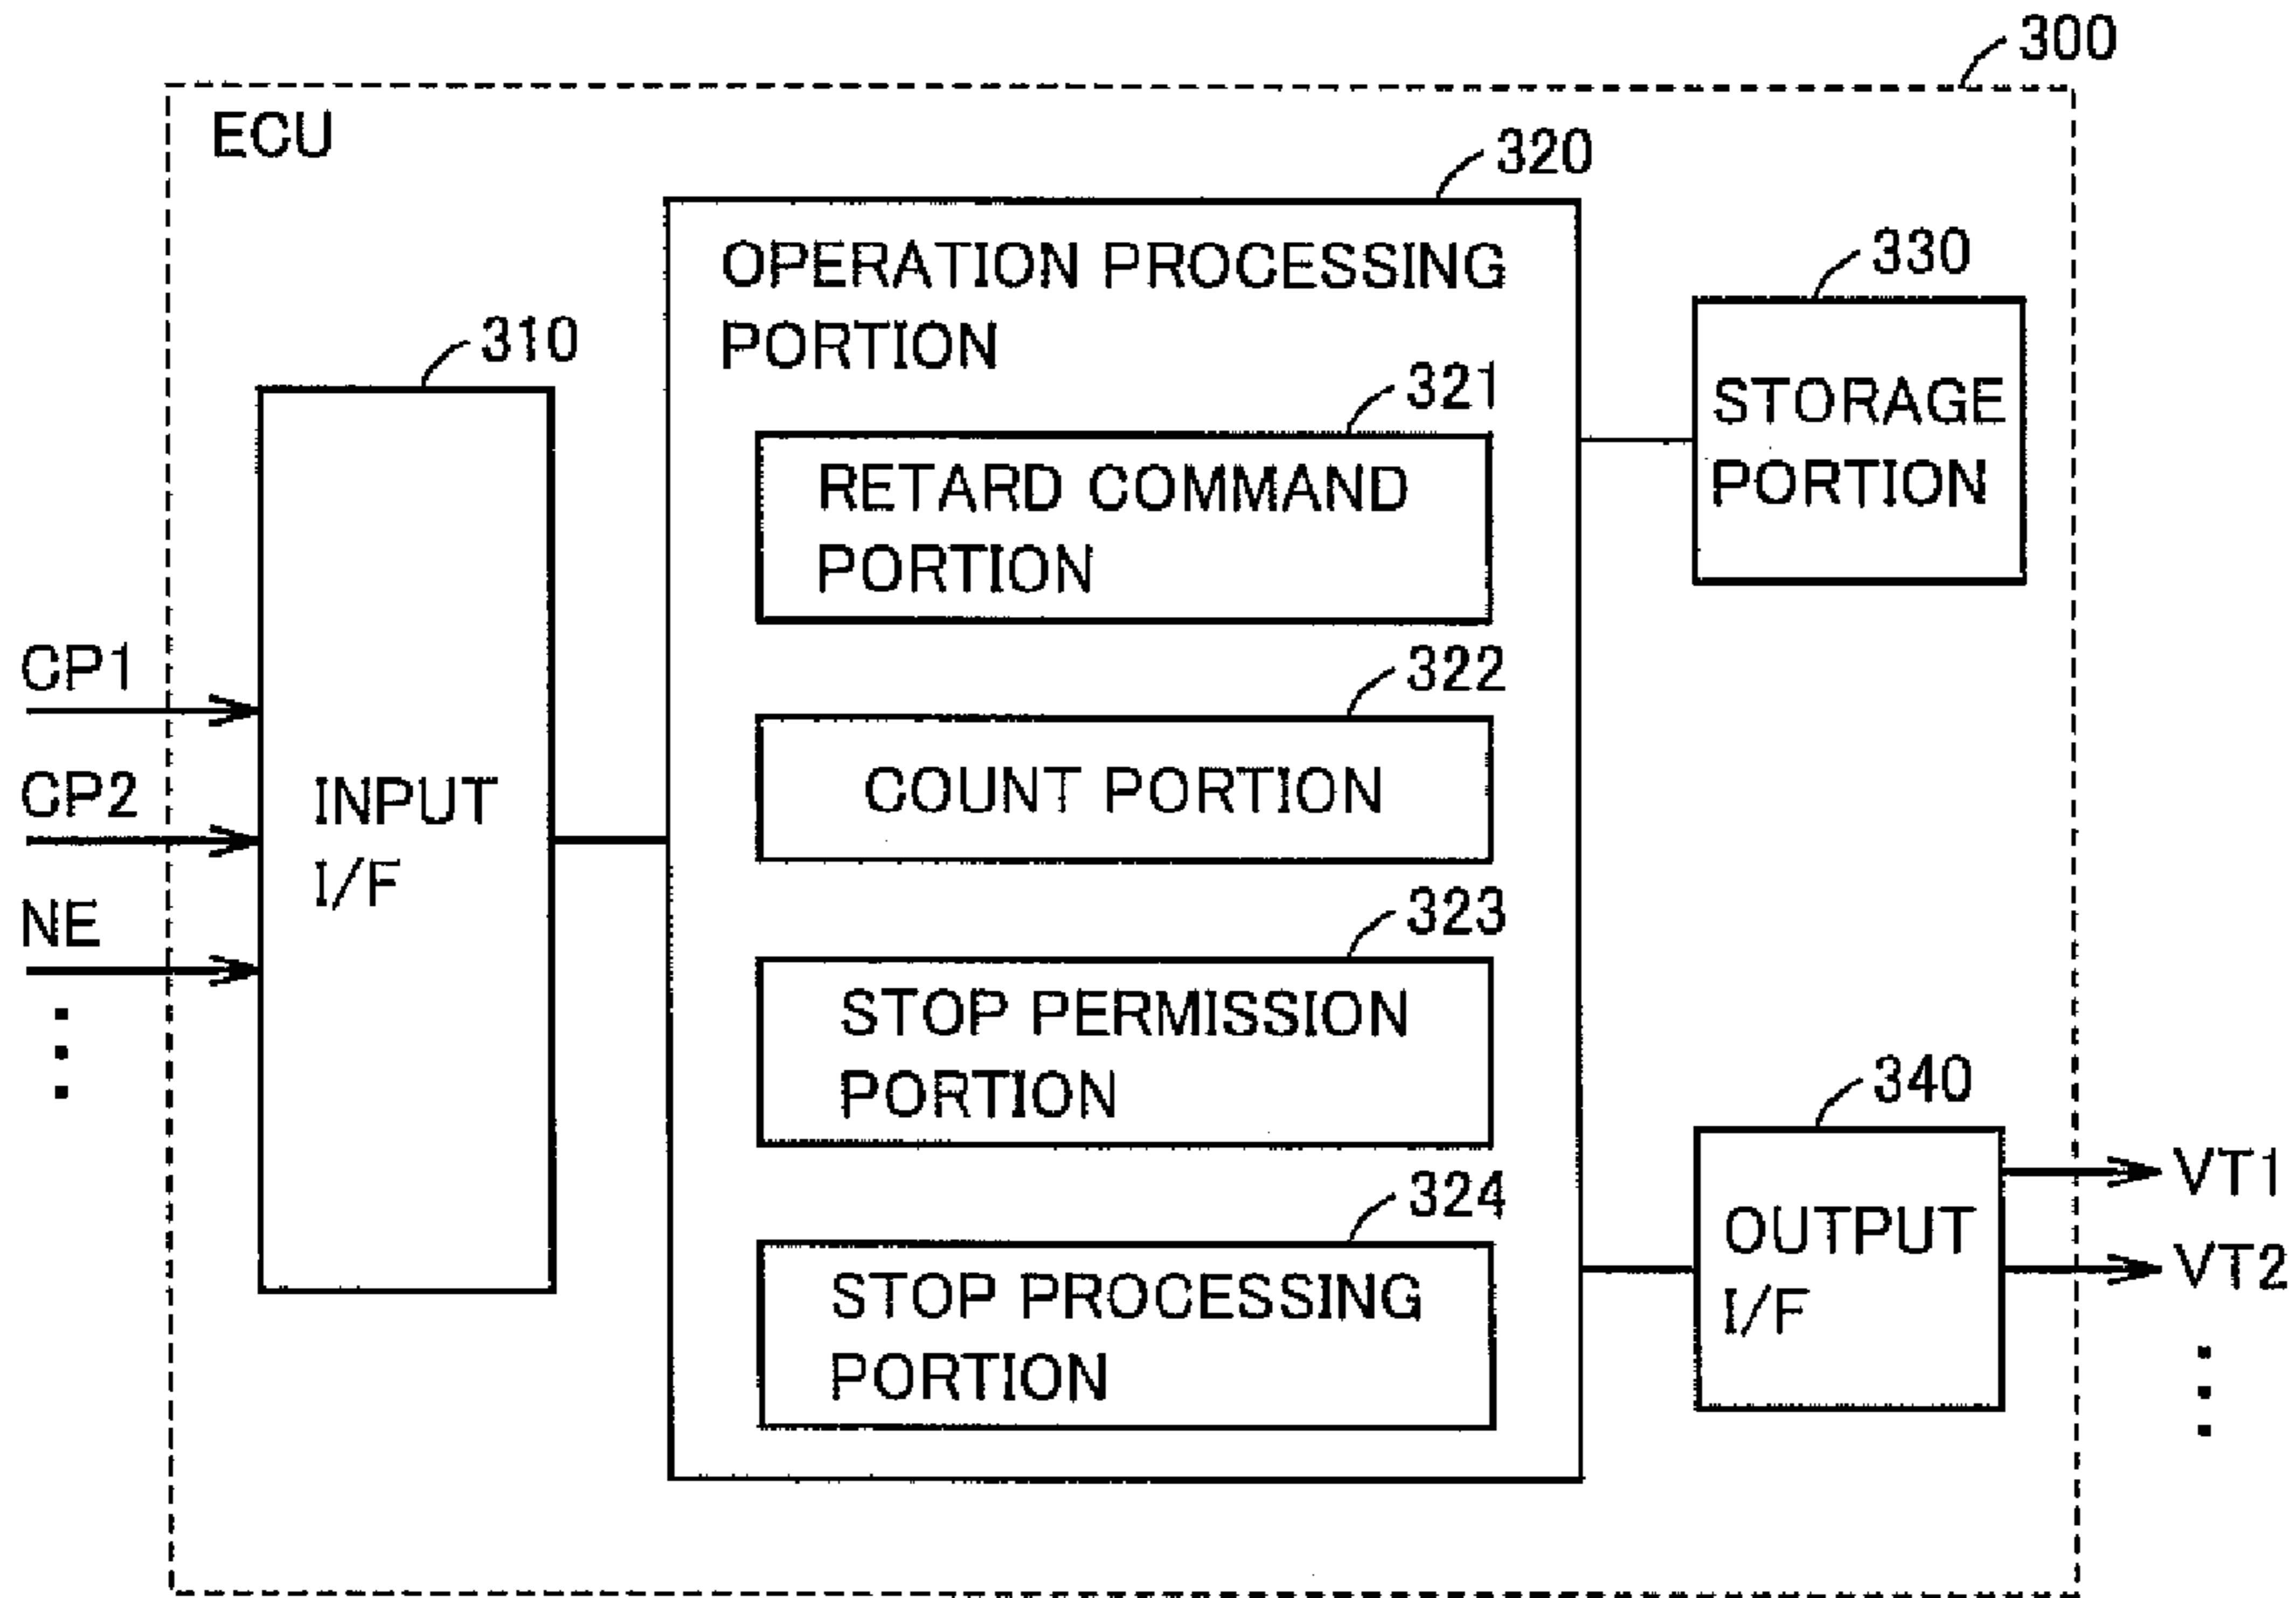 300
ECU
320
OPERATION PROCESSING
PORTION
330
STORAGE
PORTION
310
INPUT
I/F
321
RETARD COMMAND
PORTION
322
COUNT PORTION
323
STOP PERMISSION
PORTION
324
STOP PROCESSING
PORTION
CP1
CP2
NE
340
OUTPUT
I/F
VT1
VT2